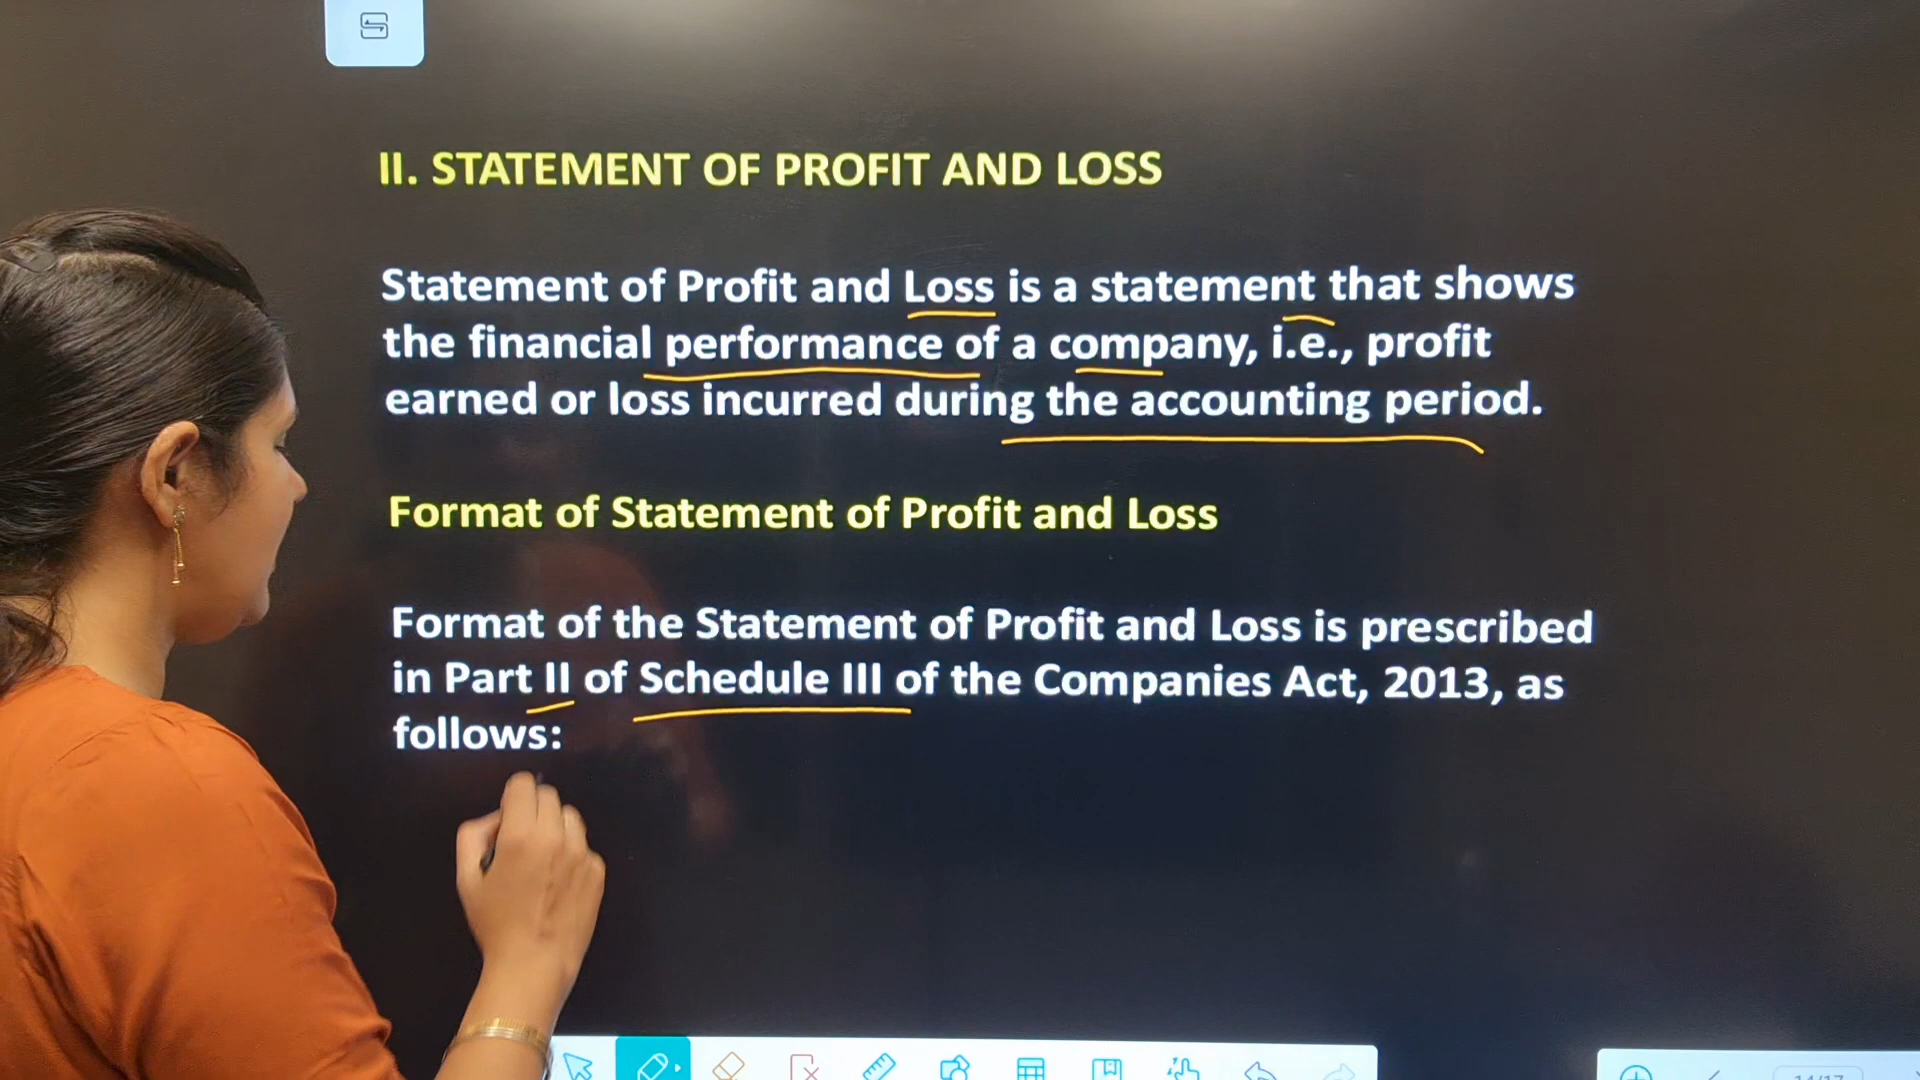 II. STATEMENT OF PROFIT AND LOSS
Statement of Profit and Loss is a statement that shows
the financial performance of a company, i.e., profit
earned or loss incurred during the accounting period.
Format of Statement of Profit and Loss
Format of the Statement of Profit and Loss is prescribed
in Part II of Schedule III of the Companies Act, 2013, as
follows: